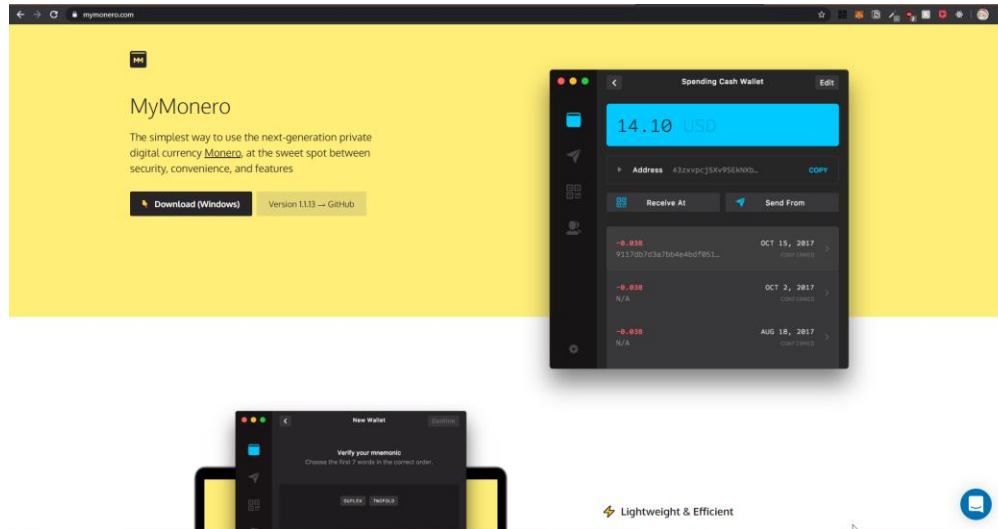 mymonero.com
MM
MyMonero
The simplest way to use the next-generation private
digital currency Monero, at the sweet spot between
security, convenience, and features
Download (Windows)
Version 1.1.13 → GitHub
Spending Cash Wallet
Edit
14.10 USD
Address
COPY
Receive At
Send From
-0.038
OCT 15, 2017
CONFIRMED
-0.038
OCT 2, 2017
N/A
CONFIRMED
-0.038
AUG 18, 2017
N/A
CONFIRMED
New Wallet
Confirm
Verify your mnemonic
Choose the first 7 words in the correct order.
DUPLEX
TWOFOLD
Lightweight & Efficient